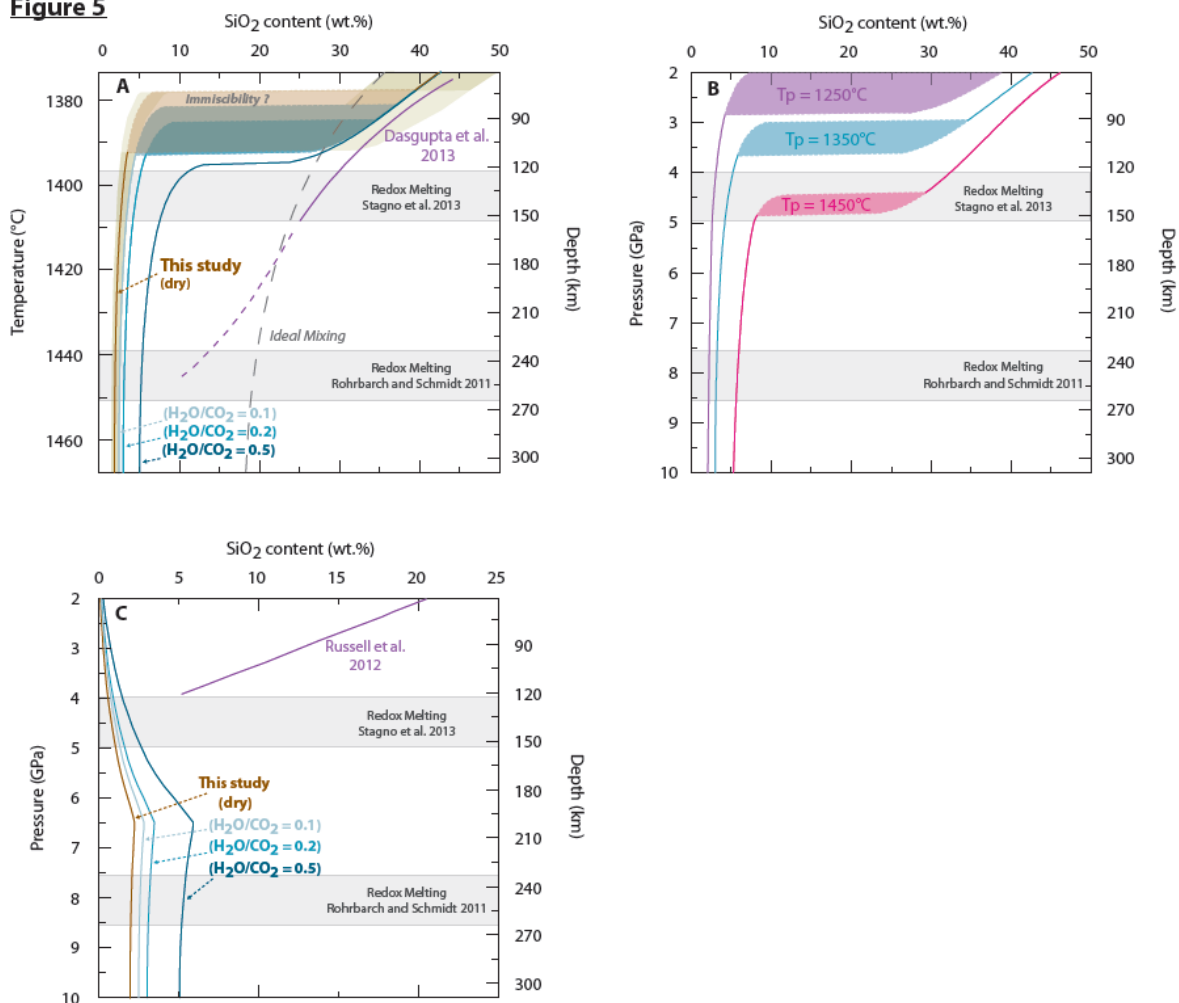 Figure 5
SiO2 content (wt.%)
0 10 20 30 40 50
A
Immiscibility ?
Dasgupta et al.
2013
Redox Melting
Stagno et al. 2013
This study
(dry)
Ideal Mixing
Redox Melting
Rohrbarch and Schmidt 2011
(H2O/CO2 = 0.1)
(H2O/CO2 = 0.2)
(H2O/CO2 = 0.5)
Temperature (°C)
1380
1400
1420
1440
1460
Depth (km)
90
120
150
180
210
240
270
300
SiO2 content (wt.%)
0 10 20 30 40 50
B
Tp = 1250°C
Tp = 1350°C
Redox Melting
Stagno et al. 2013
Tp = 1450°C
Redox Melting
Rohrbarch and Schmidt 2011
Pressure (GPa)
2
3
4
5
6
7
8
9
10
Depth (km)
90
120
150
180
210
240
270
300
SiO2 content (wt.%)
0 5 10 15 20 25
C
Russell et al.
2012
Redox Melting
Stagno et al. 2013
This study
(dry)
(H2O/CO2 = 0.1)
(H2O/CO2 = 0.2)
(H2O/CO2 = 0.5)
Redox Melting
Rohrbarch and Schmidt 2011
Pressure (GPa)
2
3
4
5
6
7
8
9
10
Depth (km)
90
120
150
180
210
240
270
300